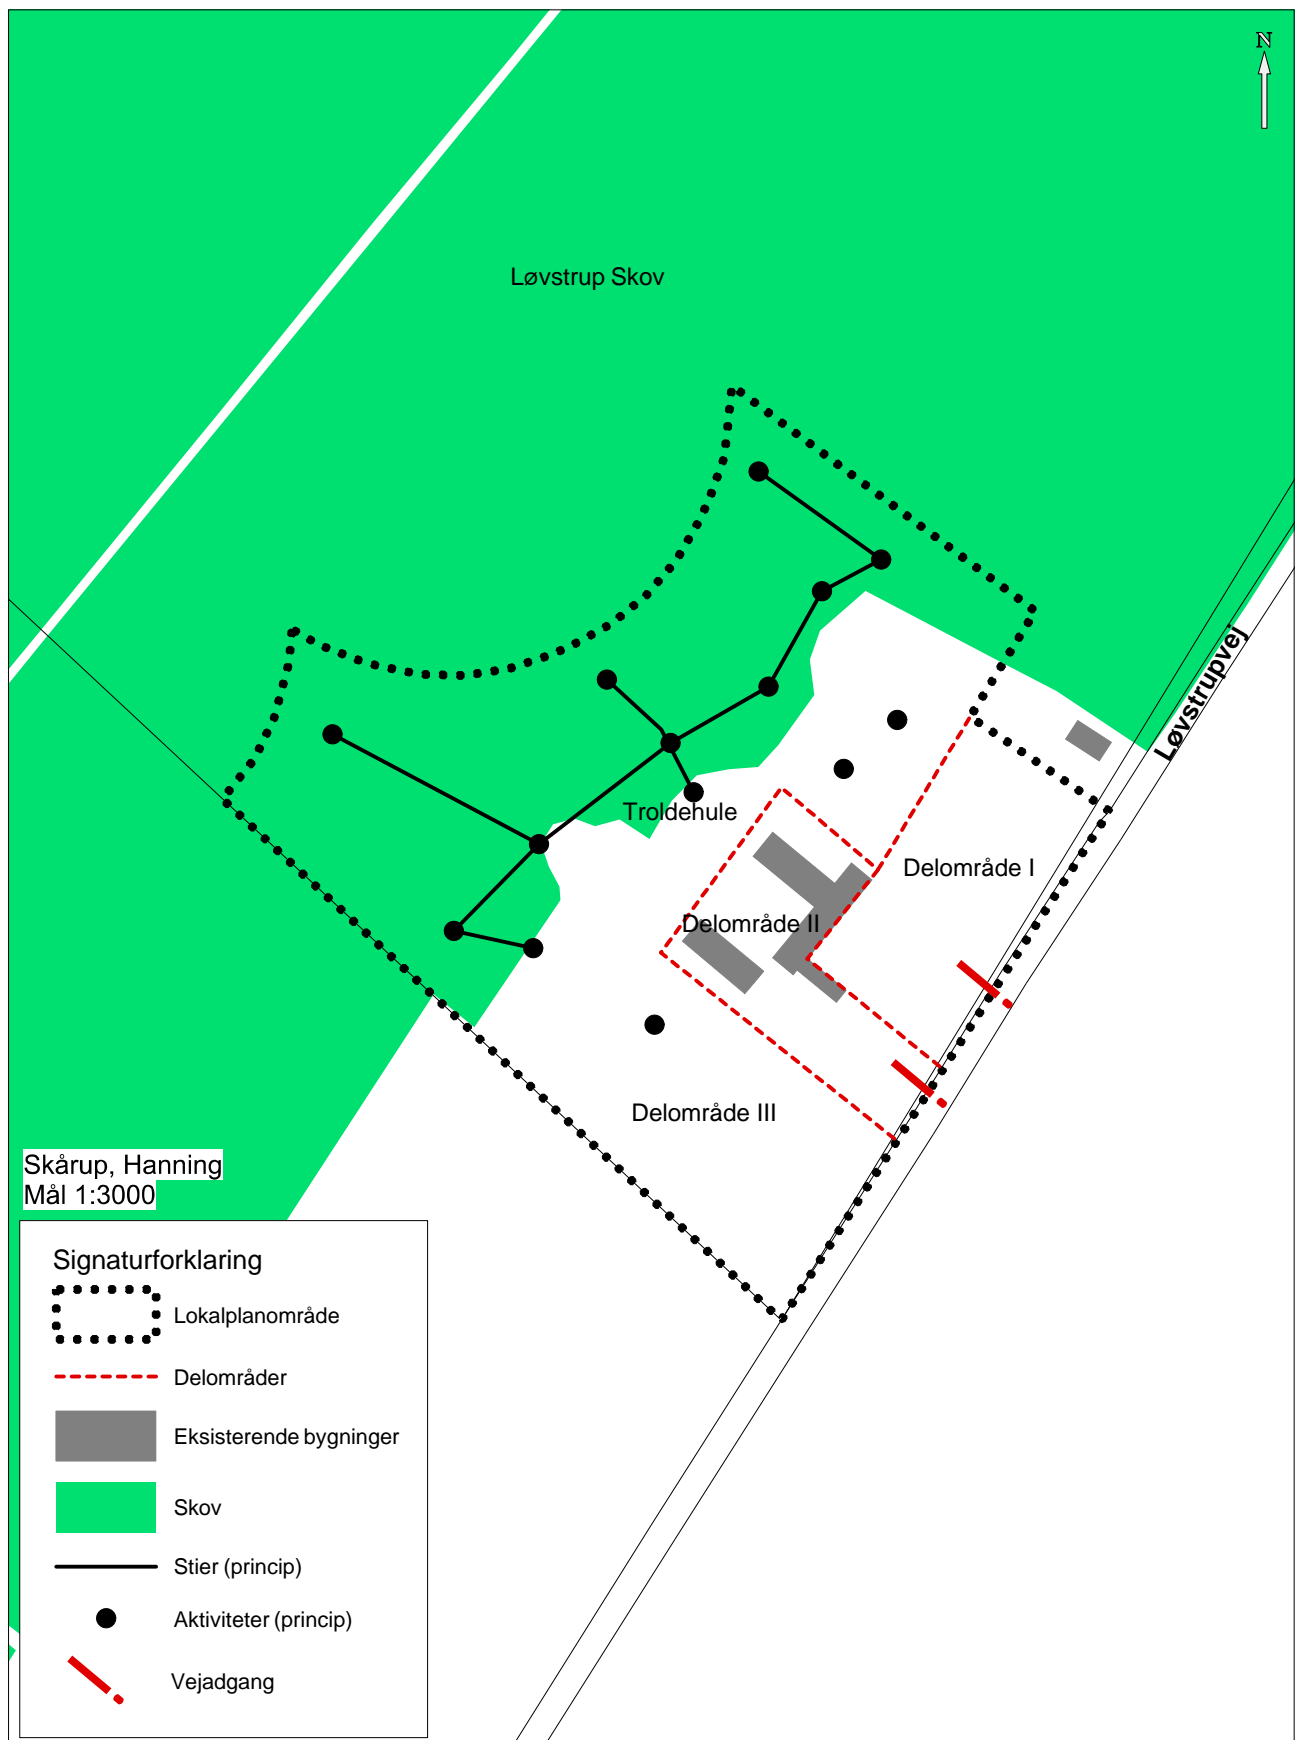 N
Løvstrup Skov
Løvstrupvej
Troldehule
Delområde I
Delområde II
Delområde III
Skårup, Hanning
Mål 1:3000
Signaturforklaring
Lokalplanområde
Delområder
Eksisterende bygninger
Skov
Stier (princip)
Aktiviteter (princip)
Vejadgang